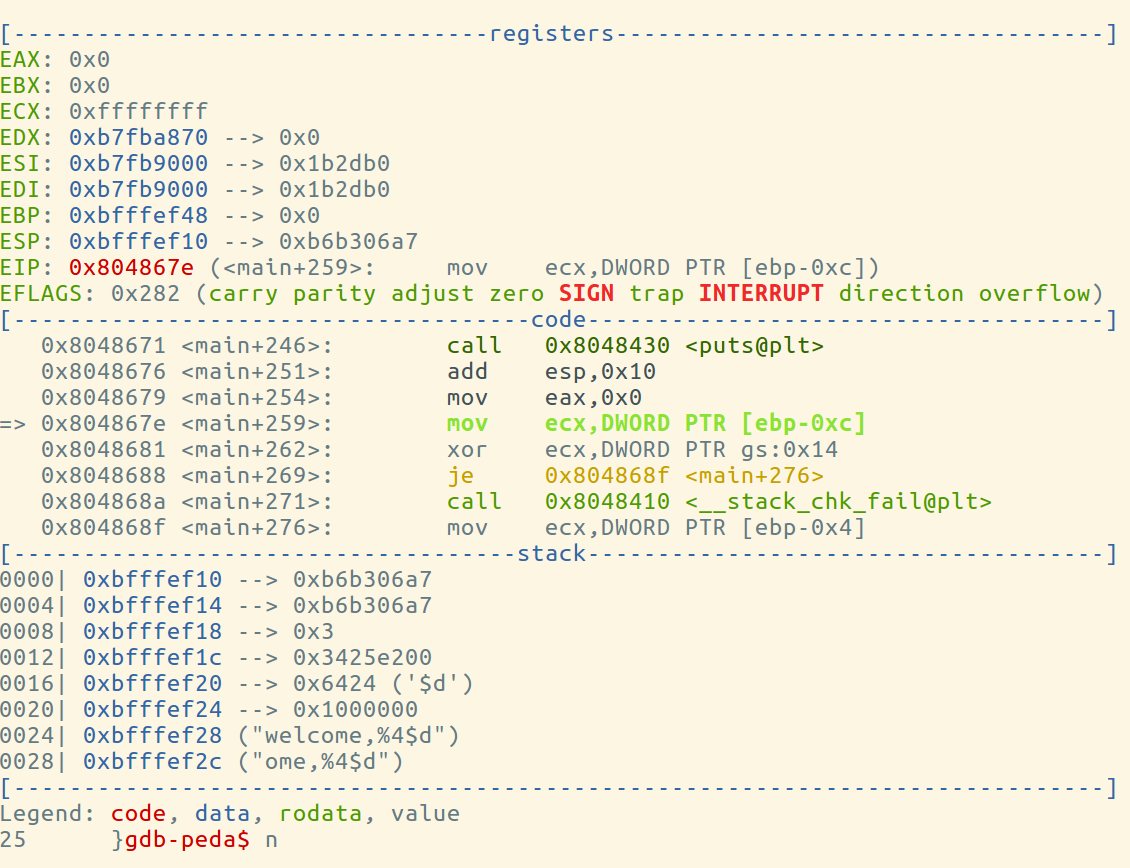 [----------------------------------registers-----------------------------------]
EAX: 0x0
EBX: 0x0
ECX: 0xffffffff
EDX: 0xb7fba870 --> 0x0
ESI: 0xb7fb9000 --> 0x1b2db0
EDI: 0xb7fb9000 --> 0x1b2db0
EBP: 0xbfffef48 --> 0x0
ESP: 0xbfffef10 --> 0xb6b306a7
EIP: 0x804867e (<main+259>:     mov    ecx,DWORD PTR [ebp-0xc])
EFLAGS: 0x282 (carry parity adjust zero SIGN trap INTERRUPT direction overflow)
[-------------------------------------code-------------------------------------]
   0x8048671 <main+246>:        call   0x8048430 <puts@plt>
   0x8048676 <main+251>:        add    esp,0x10
   0x8048679 <main+254>:        mov    eax,0x0
=> 0x804867e <main+259>:        mov    ecx,DWORD PTR [ebp-0xc]
   0x8048681 <main+262>:        xor    ecx,DWORD PTR gs:0x14
   0x8048688 <main+269>:        je     0x804868f <main+276>
   0x804868a <main+271>:        call   0x8048410 <__stack_chk_fail@plt>
   0x804868f <main+276>:        mov    ecx,DWORD PTR [ebp-0x4]
[------------------------------------stack-------------------------------------]
0000| 0xbfffef10 --> 0xb6b306a7
0004| 0xbfffef14 --> 0xb6b306a7
0008| 0xbfffef18 --> 0x3
0012| 0xbfffef1c --> 0x3425e200
0016| 0xbfffef20 --> 0x6424 ('$d')
0020| 0xbfffef24 --> 0x1000000
0024| 0xbfffef28 ("welcome,%4$d")
0028| 0xbfffef2c ("ome,%4$d")
[------------------------------------------------------------------------------]
Legend: code, data, rodata, value
25      }gdb-peda$ n